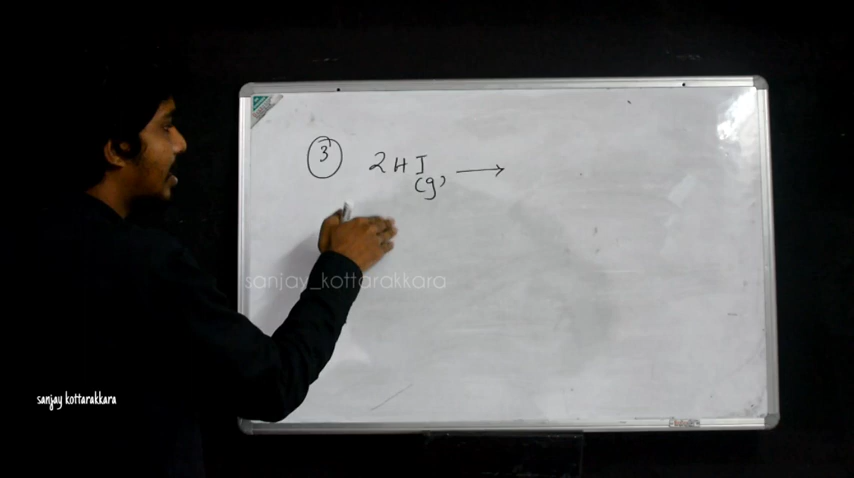 ③ 2HI ⟶
(g)
sanjay_kottarakkara
sanjay kottarakkara